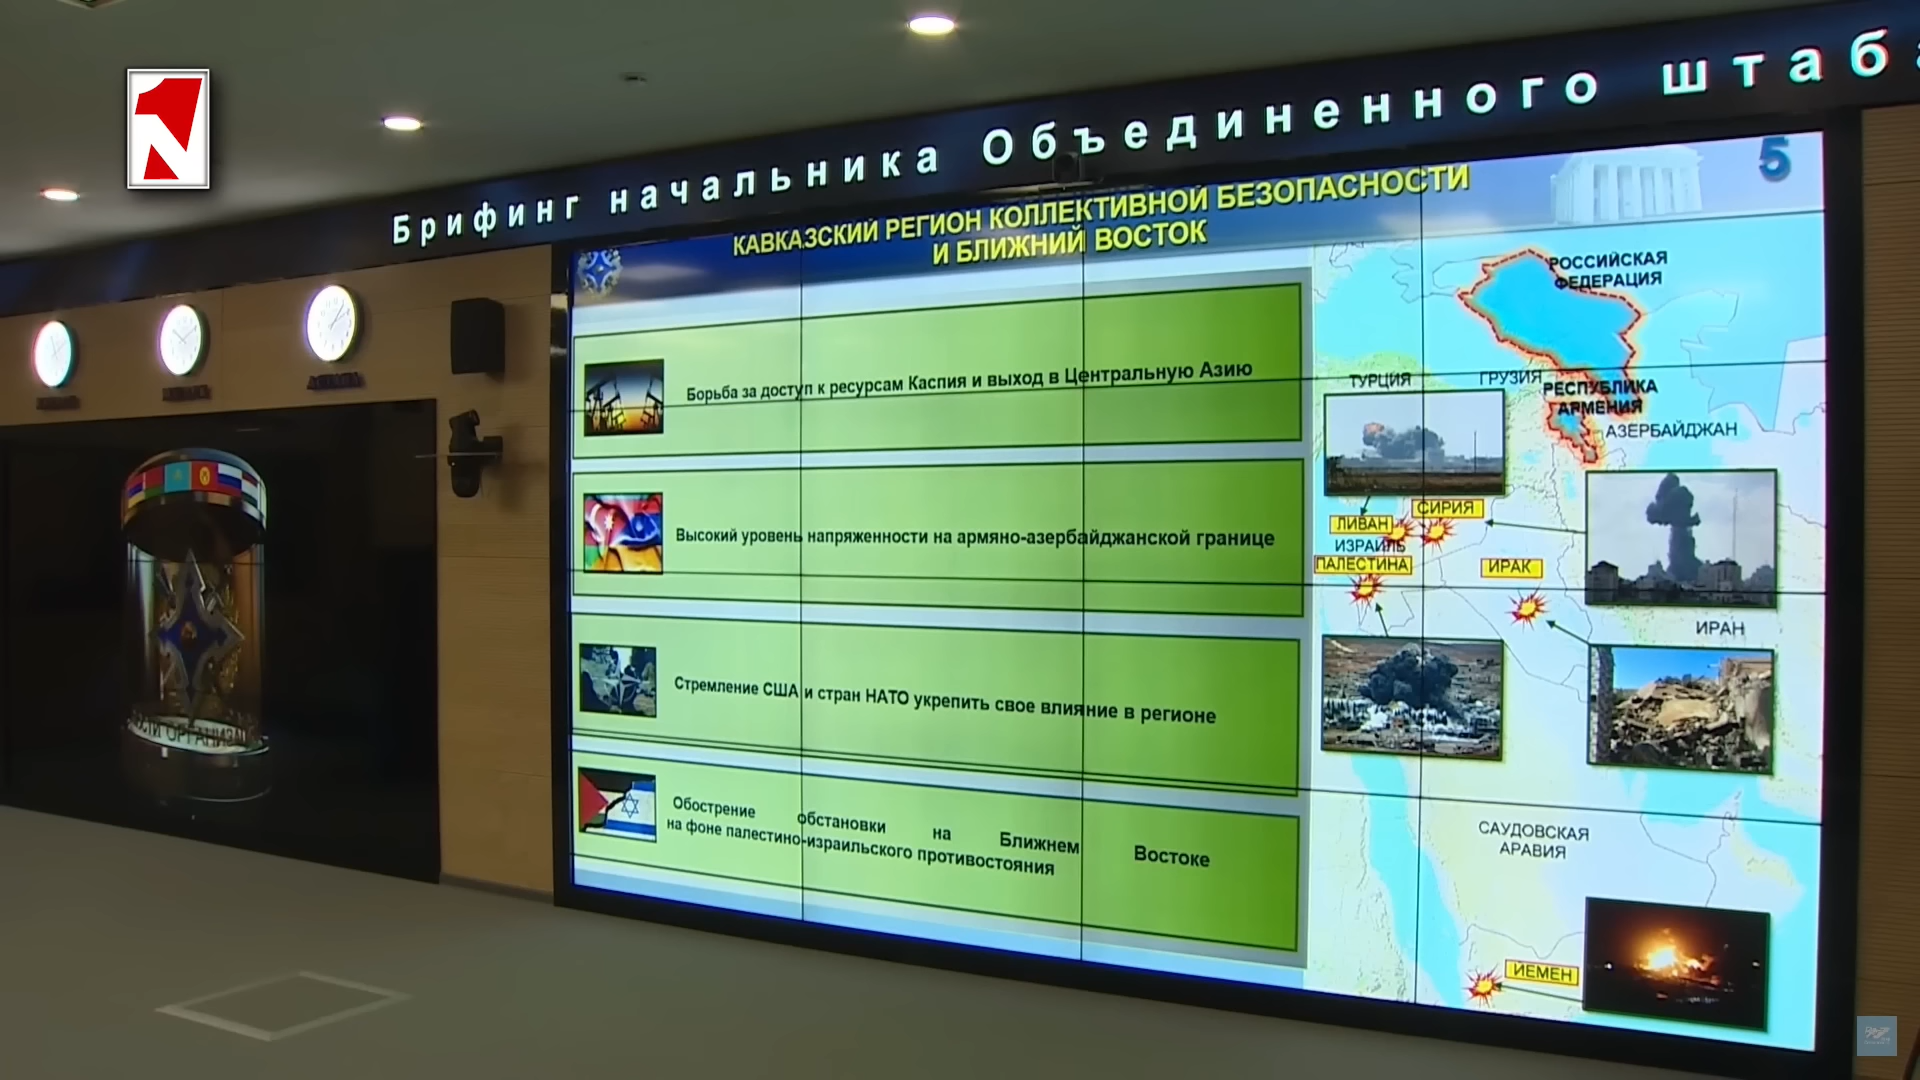 Брифинг начальника Объединенного штаба
5
КАВКАЗСКИЙ РЕГИОН КОЛЛЕКТИВНОЙ БЕЗОПАСНОСТИ
И БЛИЖНИЙ ВОСТОК
Борьба за доступ к ресурсам Каспия и выход в Центральную Азию
Высокий уровень напряженности на армяно-азербайджанской границе
Стремление США и стран НАТО укрепить свое влияние в регионе
Обострение обстановки на Ближнем Востоке
на фоне палестино-израильского противостояния
РОССИЙСКАЯ
ФЕДЕРАЦИЯ
ТУРЦИЯ
ГРУЗИЯ
РЕСПУБЛИКА
АРМЕНИЯ
АЗЕРБАЙДЖАН
СИРИЯ
ЛИВАН
ИЗРАИЛЬ
ПАЛЕСТИНА
ИРАК
ИРАН
САУДОВСКАЯ
АРАВИЯ
ИЕМЕН
1N
АСТАНА